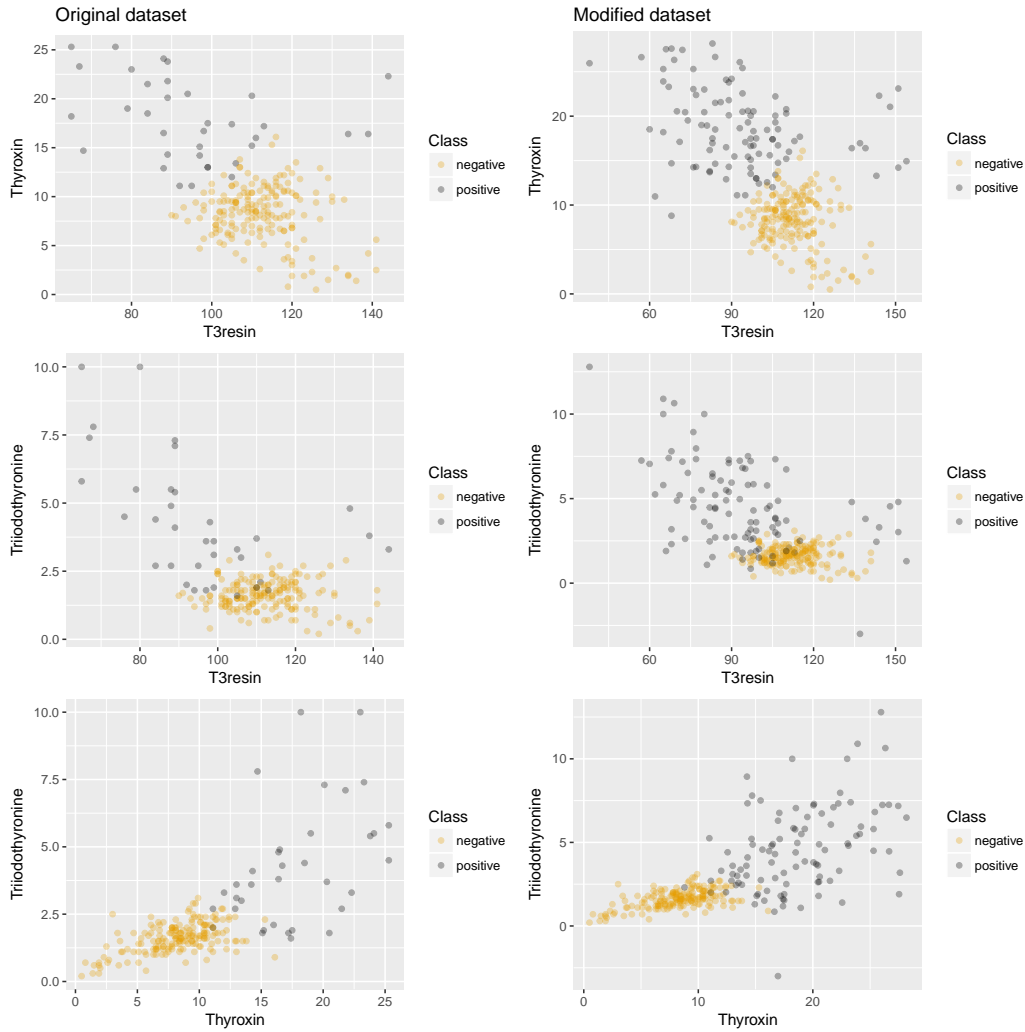 Original dataset
25
20
15
10
5
0
Thyroxin
80
100
120
140
T3resin
Class
negative
positive
Modified dataset
20
10
0
Thyroxin
60
90
120
150
T3resin
Class
negative
positive
10.0
7.5
5.0
2.5
0.0
Triiodothyronine
80
100
120
140
T3resin
Class
negative
positive
10
5
0
Triiodothyronine
60
90
120
150
T3resin
Class
negative
positive
10.0
7.5
5.0
2.5
0.0
Triiodothyronine
0
5
10
15
20
25
Thyroxin
Class
negative
positive
10
5
0
Triiodothyronine
0
10
20
Thyroxin
Class
negative
positive